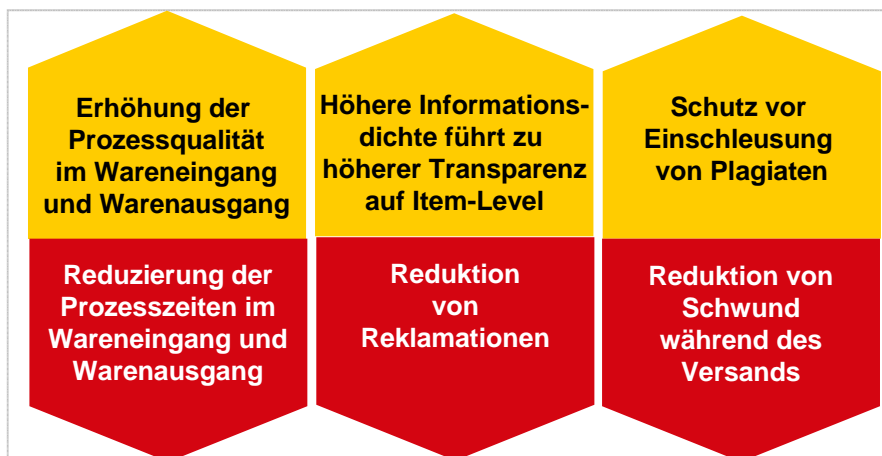 Erhöhung der
Prozessqualität
im Wareneingang
und Warenausgang
Reduzierung der
Prozesszeiten im
Wareneingang und
Warenausgang
Höhere Informations-
dichte führt zu
höherer Transparenz
auf Item-Level
Reduktion
von
Reklamationen
Schutz vor
Einschleusung
von Plagiaten
Reduktion von
Schwund
während des
Versands